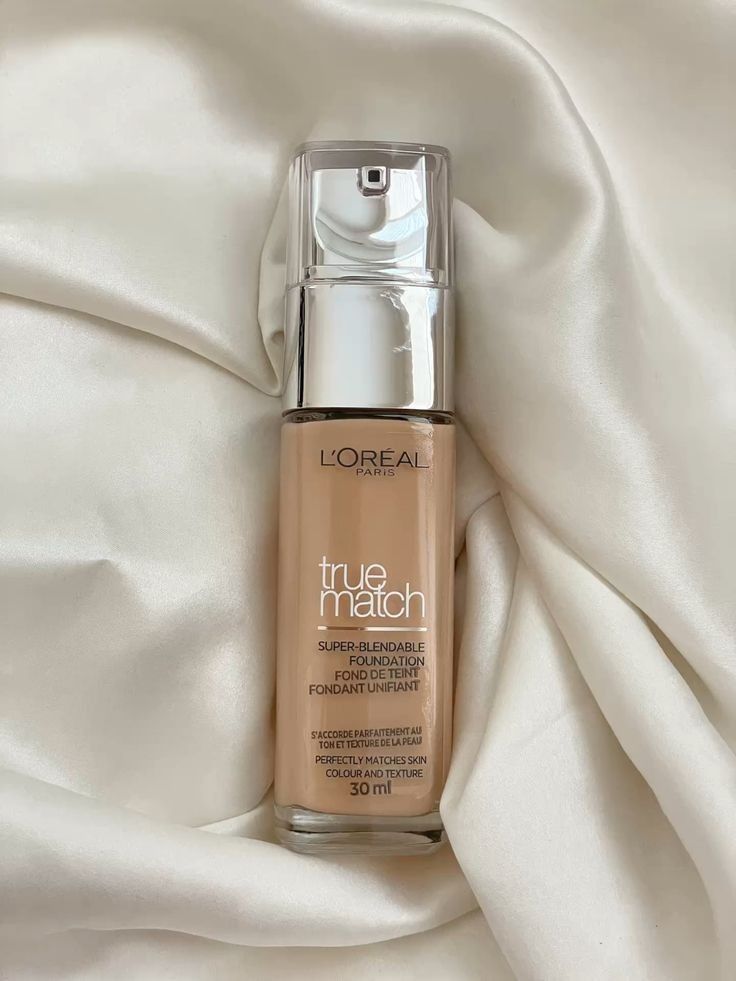 L'ORÉAL
PARIS
true
match
SUPER-BLENDABLE
FOUNDATION
FOND DE TEINT
FONDANT UNIFIANT
S'ACCORDE PARFAITEMENT AU
TON ET TEXTURE DE LA PEAU
PERFECTLY MATCHES SKIN
COLOUR AND TEXTURE
30 ml